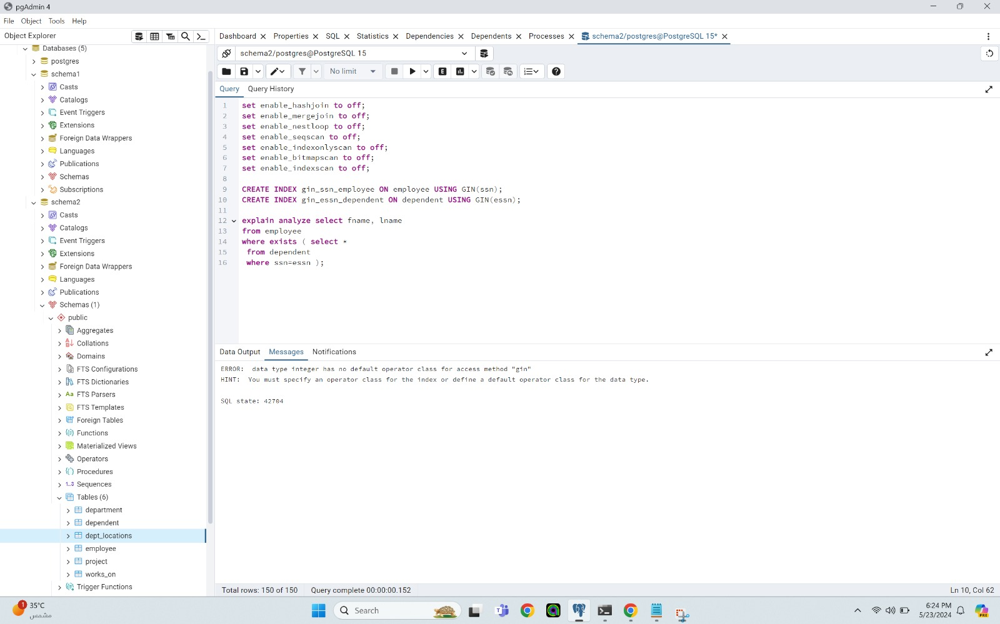 pgAdmin 4
File Object Tools Help
Object Explorer
Dashboard Properties SQL Statistics Dependencies Dependents Processes schema2/postgres@PostgreSQL 15*
Databases (5)
postgres
schema1
Casts
Catalogs
Event Triggers
Extensions
Foreign Data Wrappers
Languages
Publications
Schemas
Subscriptions
schema2
Casts
Catalogs
Event Triggers
Extensions
Foreign Data Wrappers
Languages
Publications
Schemas (1)
public
Aggregates
Collations
Domains
FTS Configurations
FTS Dictionaries
Aa FTS Parsers
FTS Templates
Foreign Tables
Functions
Materialized Views
Operators
Procedures
1..3 Sequences
Tables (6)
department
dependent
dept_locations
employee
project
works_on
Trigger Functions
schema2/postgres@PostgreSQL 15
No limit E
Query Query History
1 set enable_hashjoin to off;
2 set enable_mergejoin to off;
3 set enable_nestloop to off;
4 set enable_seqscan to off;
5 set enable_indexonlyscan to off;
6 set enable_bitmapscan to off;
7 set enable_indexscan to off;
8
9 CREATE INDEX gin_ssn_employee ON employee USING GIN(ssn);
10 CREATE INDEX gin_essn_dependent ON dependent USING GIN(essn);
11
12 explain analyze select fname, lname
13 from employee
14 where exists ( select *
15 from dependent
16 where ssn=essn );
Data Output Messages Notifications
ERROR:  data type integer has no default operator class for access method "gin"
HINT:  You must specify an operator class for the index or define a default operator class for the data type.
SQL state: 42704
Total rows: 150 of 150 Query complete 00:00:00.152 Ln 10, Col 62
1 35°C
مشمس
Search
6:24 PM
5/23/2024
PRE